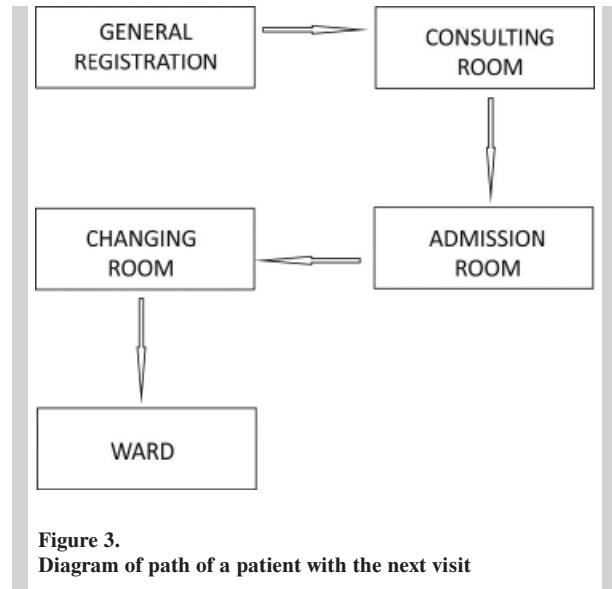 GENERAL
REGISTRATION
CONSULTING
ROOM
ADMISSION
ROOM
CHANGING
ROOM
WARD
Figure 3.
Diagram of path of a patient with the next visit